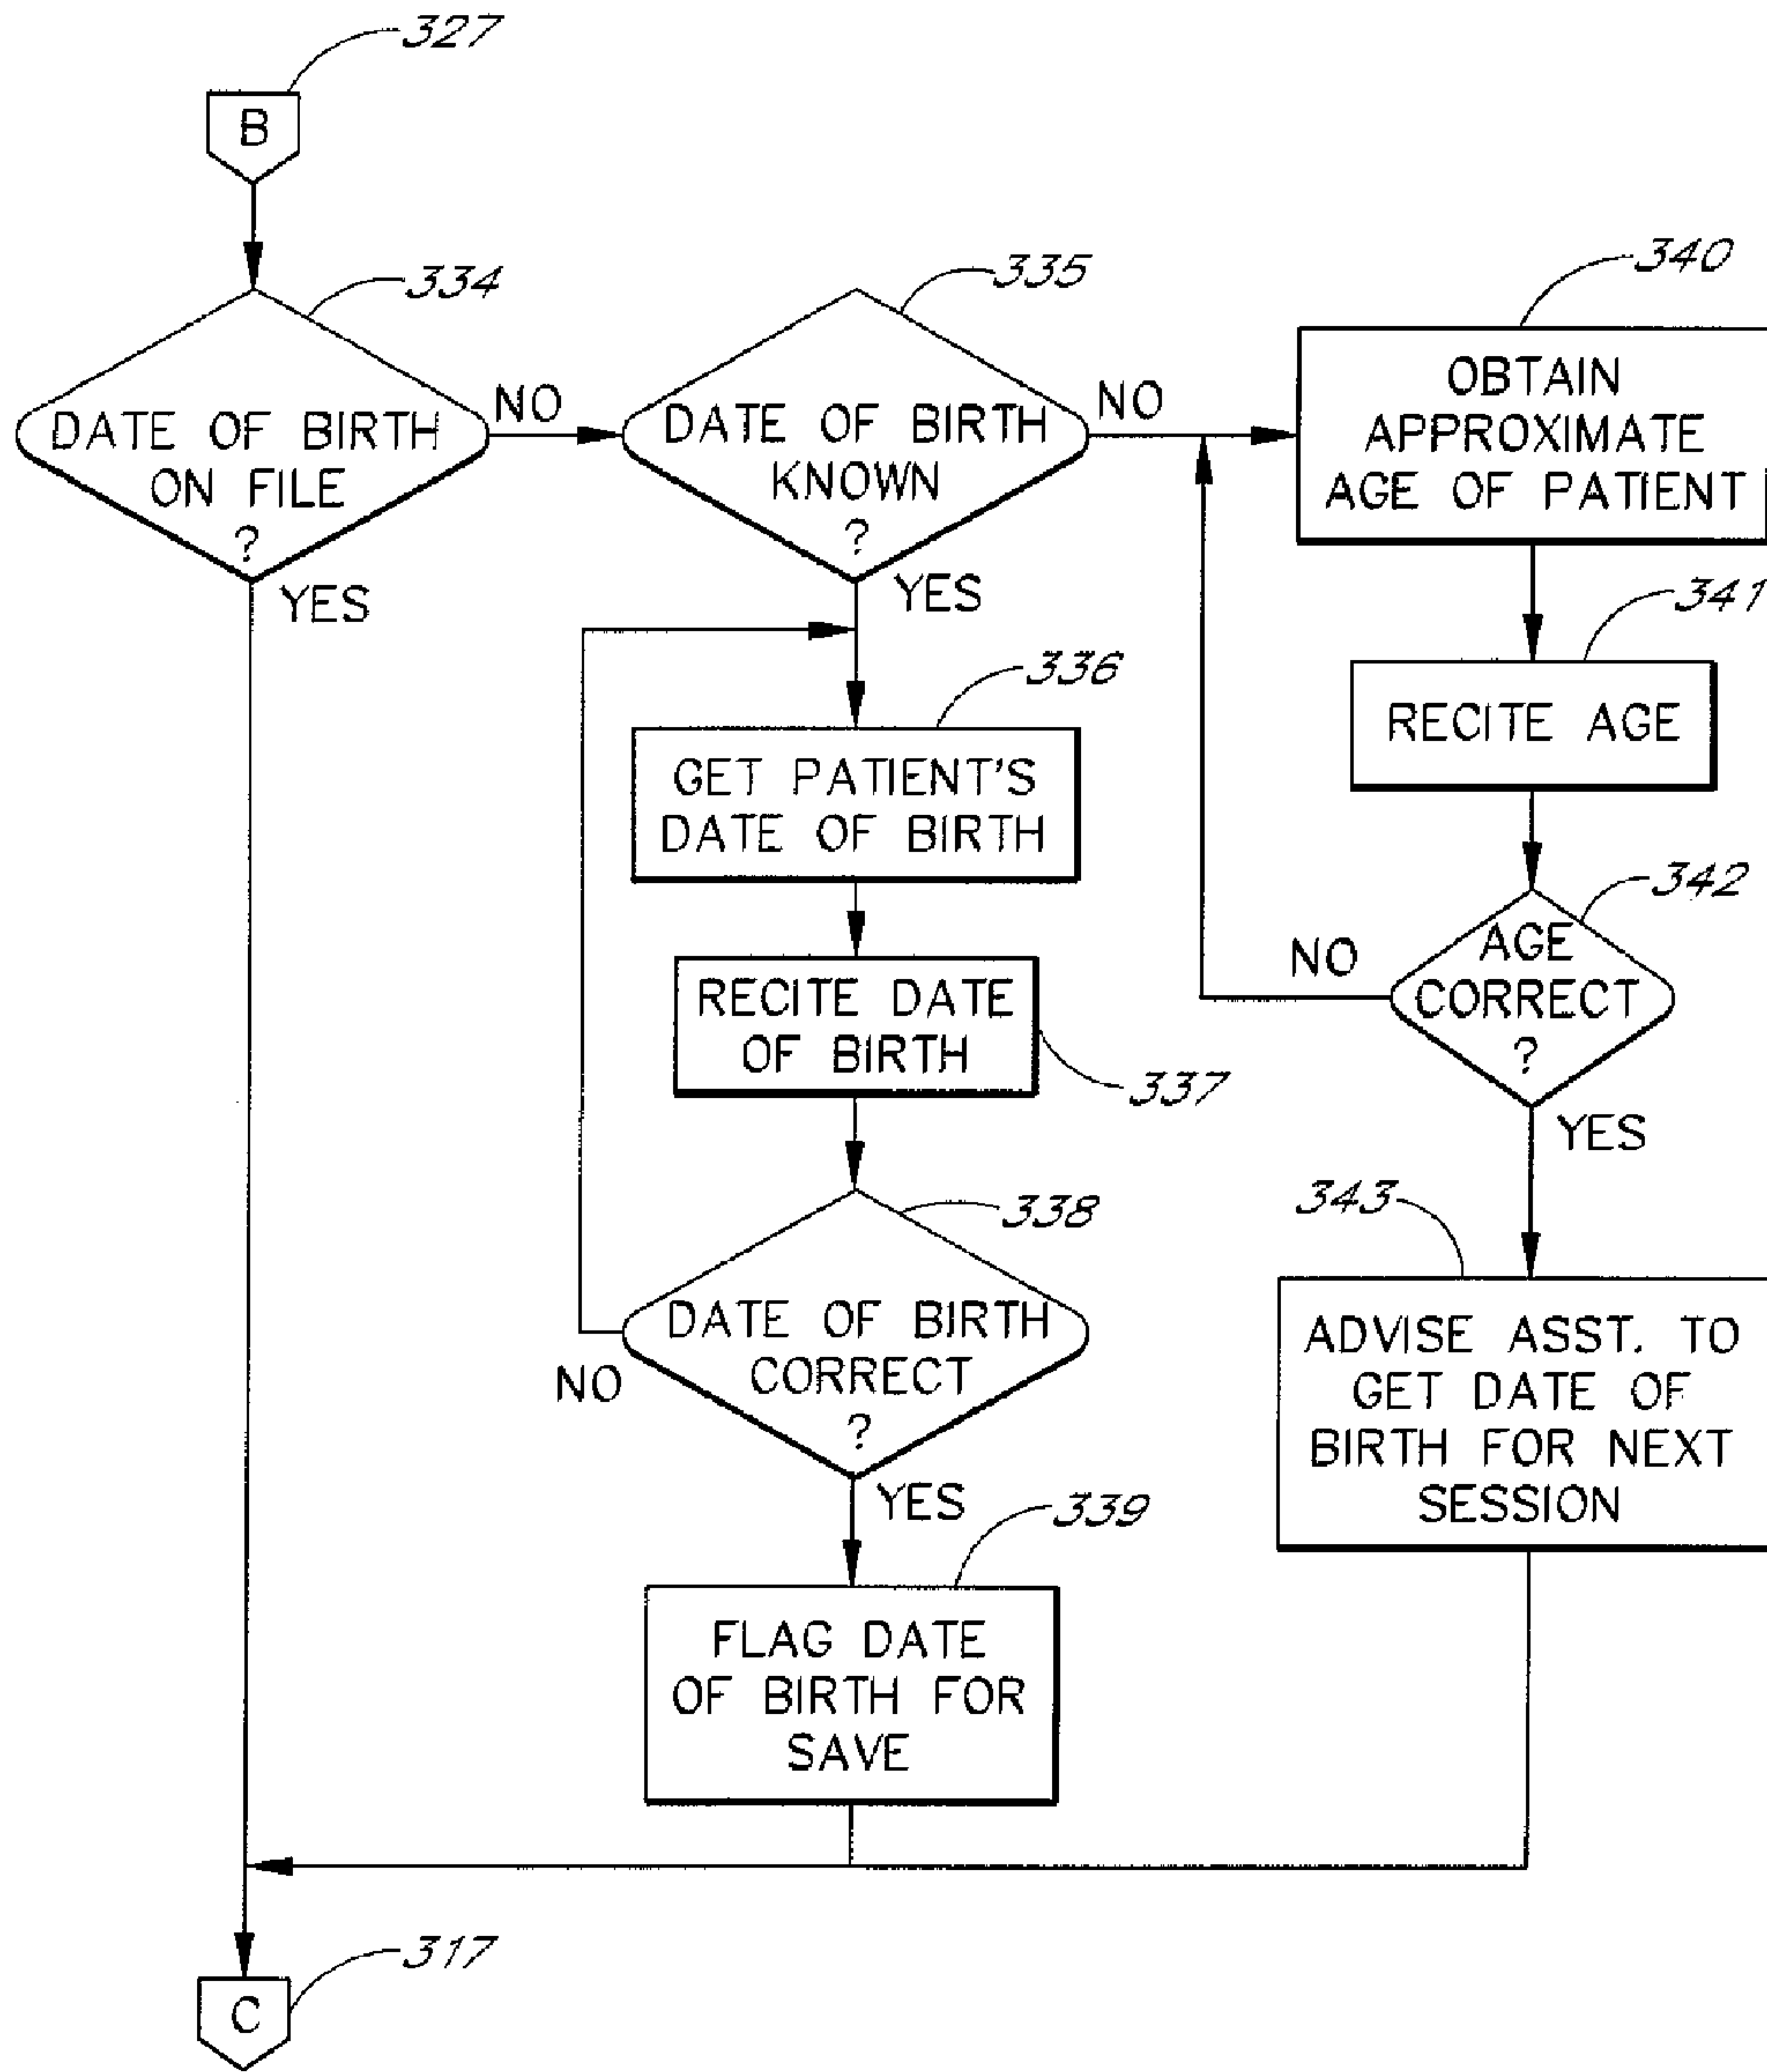 327
B
334
DATE OF BIRTH
ON FILE
?
NO
YES
335
DATE OF BIRTH
KNOWN
?
NO
YES
340
OBTAIN
APPROXIMATE
AGE OF PATIENT
341
RECITE AGE
342
AGE
CORRECT
?
NO
YES
343
ADVISE ASST. TO
GET DATE OF
BIRTH FOR NEXT
SESSION
336
GET PATIENT'S
DATE OF BIRTH
RECITE DATE
OF BIRTH
337
338
DATE OF BIRTH
CORRECT
?
NO
YES
339
FLAG DATE
OF BIRTH FOR
SAVE
317
C